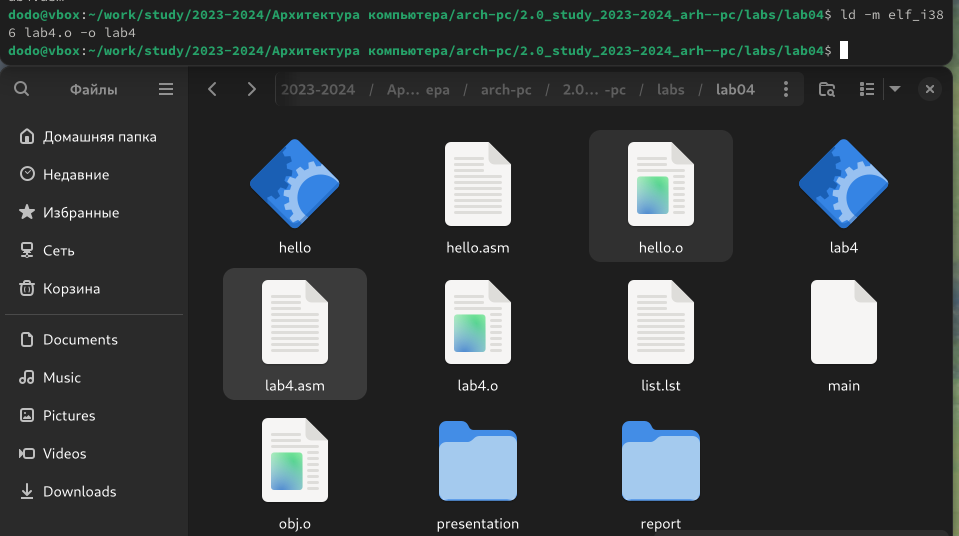 dodo@vbox:~/work/study/2023-2024/Архитектура компьютера/arch-pc/2.0_study_2023-2024_arh--pc/labs/lab04$ ld -m elf_i38
6 lab4.o -o lab4
dodo@vbox:~/work/study/2023-2024/Архитектура компьютера/arch-pc/2.0_study_2023-2024_arh--pc/labs/lab04$
Файлы
2023-2024 / Ар… ера / arch-pc / 2.0… -pc / labs / lab04
Домашняя папка
Недавние
Избранные
Сеть
Корзина
Documents
Music
Pictures
Videos
Downloads
hello
hello.asm
hello.o
lab4
lab4.asm
lab4.o
list.lst
main
obj.o
presentation
report